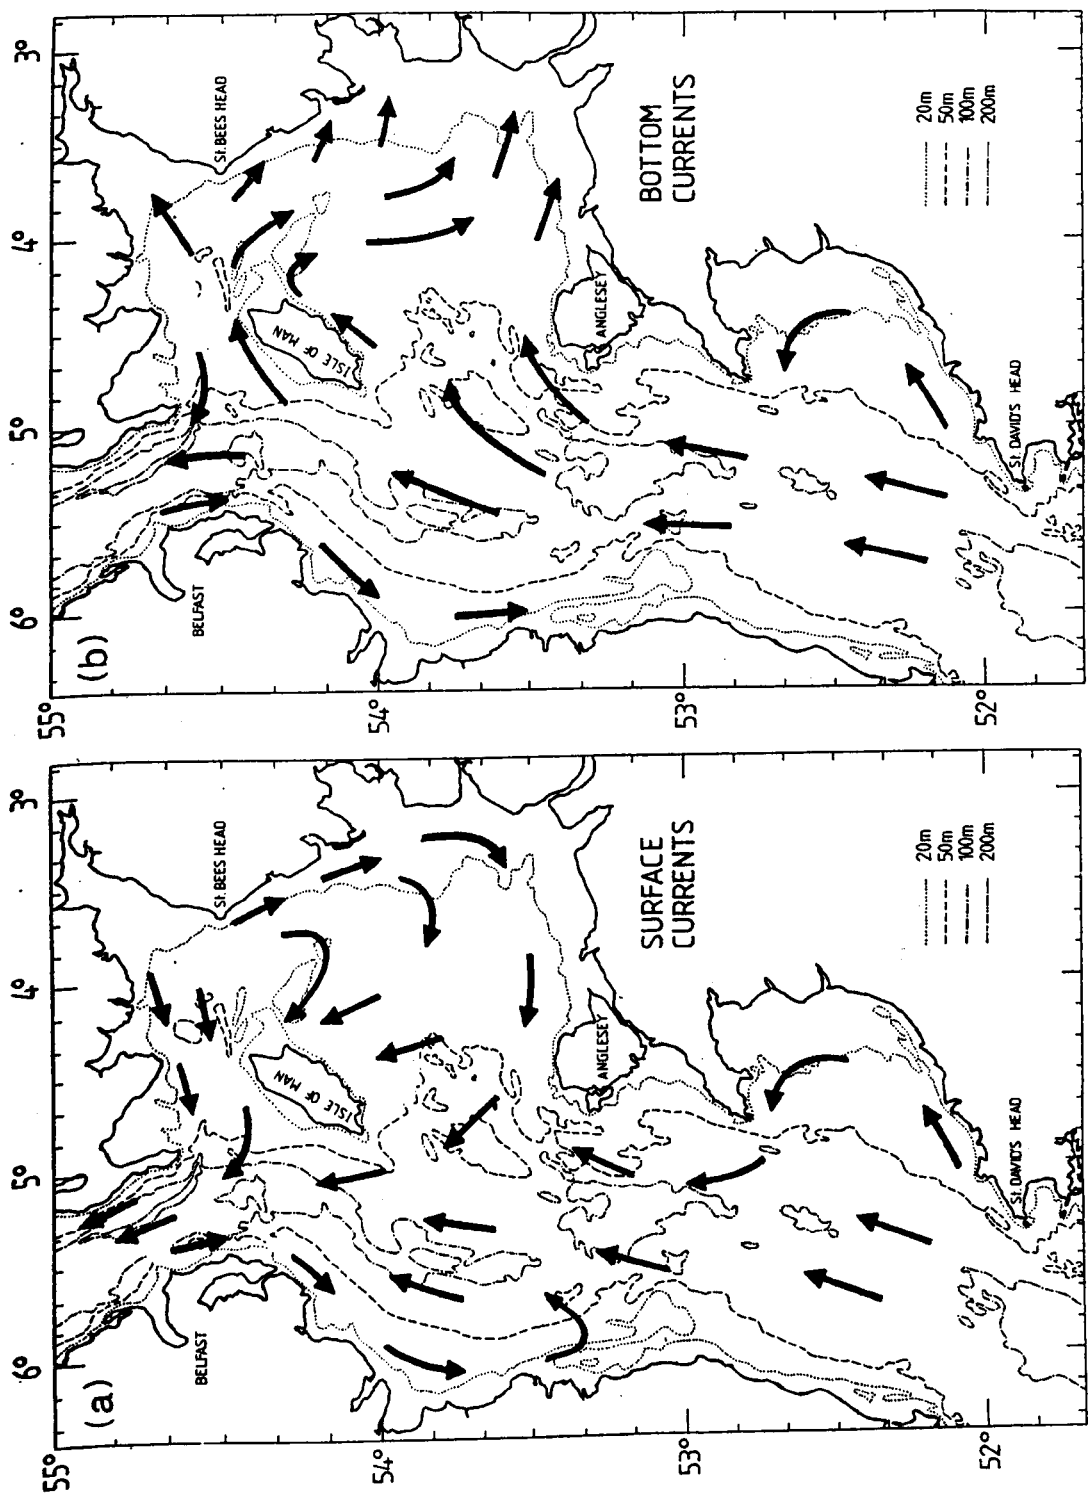 (a)
6°
5°
4°
3°
55°
54°
53°
52°
BELFAST
St. BEES HEAD
ISLE OF MAN
ANGLESEY
St. DAVID'S HEAD
SURFACE
CURRENTS
20m
50m
100m
200m
(b)
6°
5°
4°
3°
55°
54°
53°
52°
BELFAST
St. BEES HEAD
ISLE OF MAN
ANGLESEY
St. DAVID'S HEAD
BOTTOM
CURRENTS
20m
50m
100m
200m